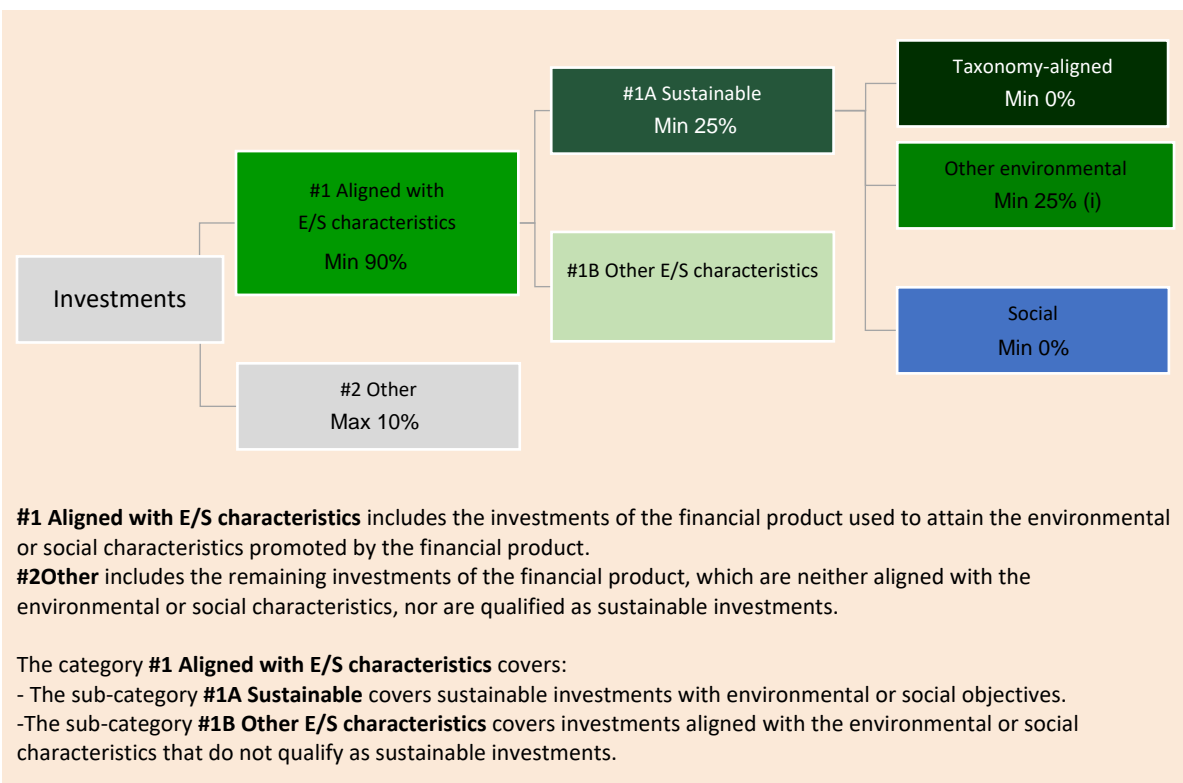 Investments
#1 Aligned with
E/S characteristics
Min 90%
#2 Other
Max 10%
#1A Sustainable
Min 25%
#1B Other E/S characteristics
Taxonomy-aligned
Min 0%
Other environmental
Min 25% (i)
Social
Min 0%
#1 Aligned with E/S characteristics includes the investments of the financial product used to attain the environmental
or social characteristics promoted by the financial product.
#2Other includes the remaining investments of the financial product, which are neither aligned with the
environmental or social characteristics, nor are qualified as sustainable investments.
The category #1 Aligned with E/S characteristics covers:
- The sub-category #1A Sustainable covers sustainable investments with environmental or social objectives.
-The sub-category #1B Other E/S characteristics covers investments aligned with the environmental or social
characteristics that do not qualify as sustainable investments.